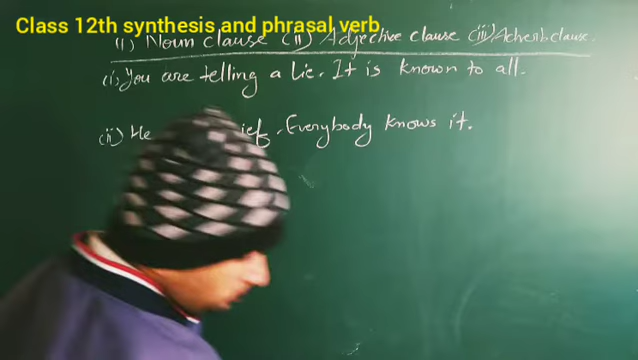 Class 12th synthesis and phrasal verb
(i) Noun clause (ii) Adjective clause (iii) Adverb clause.
(i) You are telling a lie. It is known to all.
(ii) He . Everybody knows it.